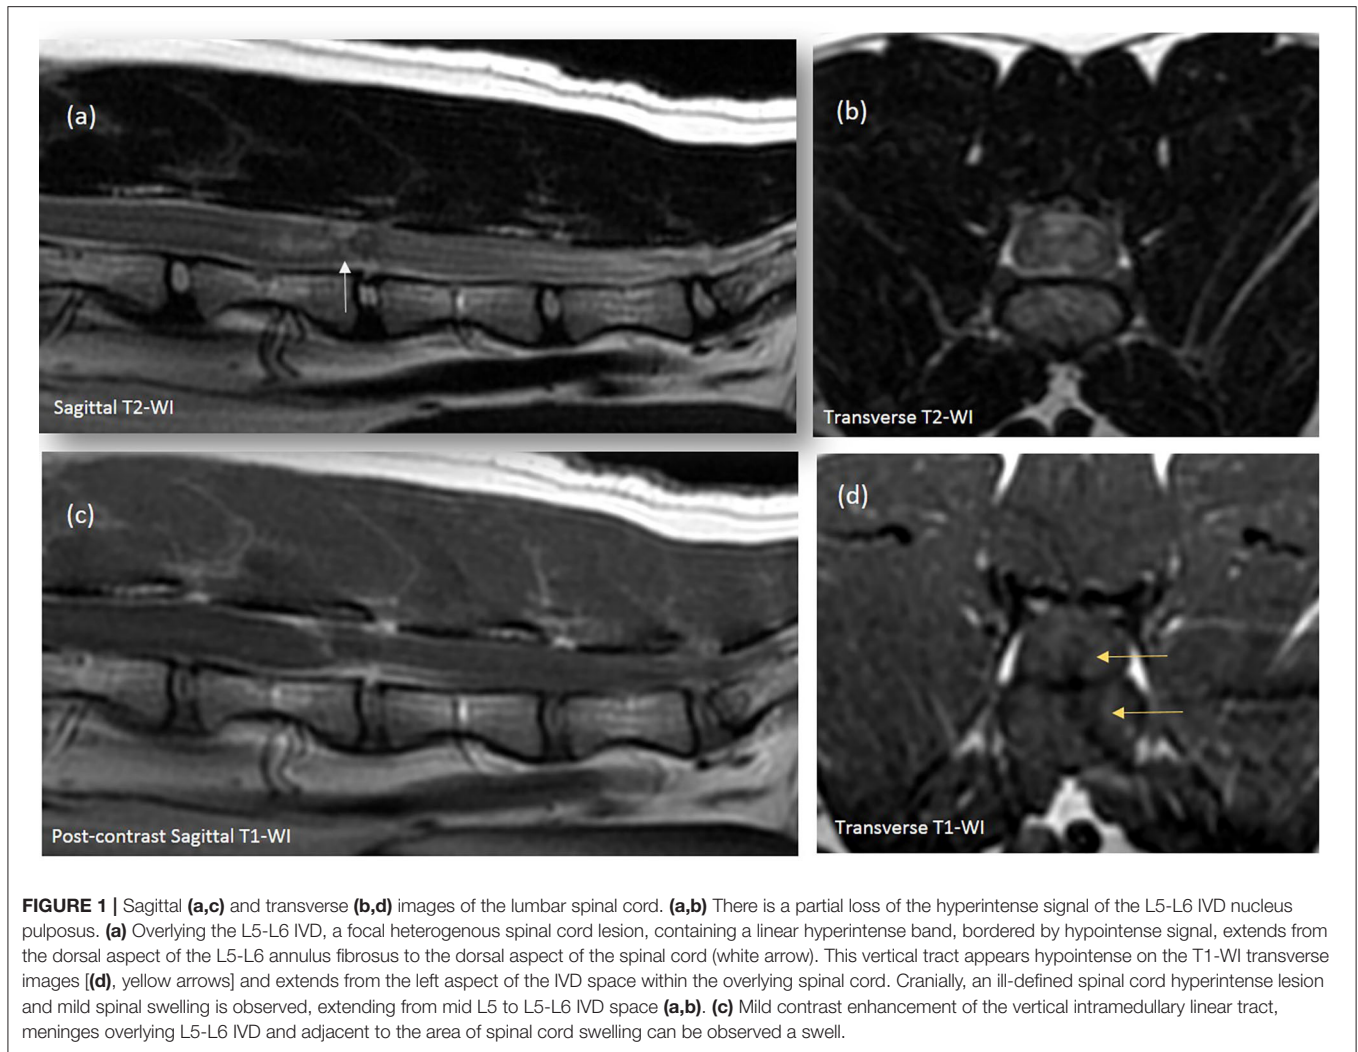 (a)
Sagittal T2-WI
(b)
Transverse T2-WI
(c)
Post-contrast Sagittal T1-WI
(d)
Transverse T1-WI
FIGURE 1 | Sagittal (a,c) and transverse (b,d) images of the lumbar spinal cord. (a,b) There is a partial loss of the hyperintense signal of the L5-L6 IVD nucleus
pulposus. (a) Overlying the L5-L6 IVD, a focal heterogenous spinal cord lesion, containing a linear hyperintense band, bordered by hypointense signal, extends from
the dorsal aspect of the L5-L6 annulus fibrosus to the dorsal aspect of the spinal cord (white arrow). This vertical tract appears hypointense on the T1-WI transverse
images [(d), yellow arrows] and extends from the left aspect of the IVD space within the overlying spinal cord. Cranially, an ill-defined spinal cord hyperintense lesion
and mild spinal swelling is observed, extending from mid L5 to L5-L6 IVD space (a,b). (c) Mild contrast enhancement of the vertical intramedullary linear tract,
meninges overlying L5-L6 IVD and adjacent to the area of spinal cord swelling can be observed a swell.